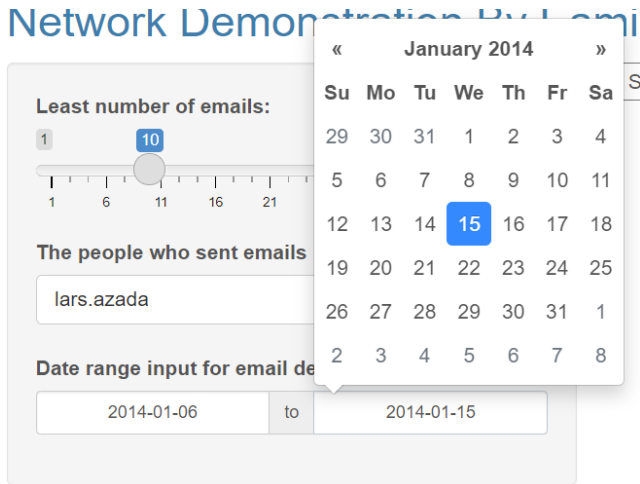 Network Demonstration By Lami
« January 2014 »
Su Mo Tu We Th Fr Sa
29 30 31 1 2 3 4
5 6 7 8 9 10 11
12 13 14 15 16 17 18
19 20 21 22 23 24 25
26 27 28 29 30 31 1
2 3 4 5 6 7 8
S
Least number of emails:
1 10
1 6 11 16 21
The people who sent emails
lars.azada
Date range input for email de
2014-01-06 to 2014-01-15